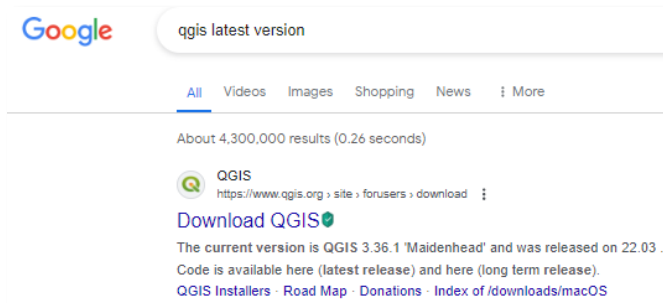 Google
qgis latest version
All Videos Images Shopping News More
About 4,300,000 results (0.26 seconds)
QGIS
https://www.qgis.org › site › forusers › download
Download QGIS
The current version is QGIS 3.36.1 'Maidenhead' and was released on 22.03 .
Code is available here (latest release) and here (long term release).
QGIS Installers · Road Map · Donations · Index of /downloads/macOS